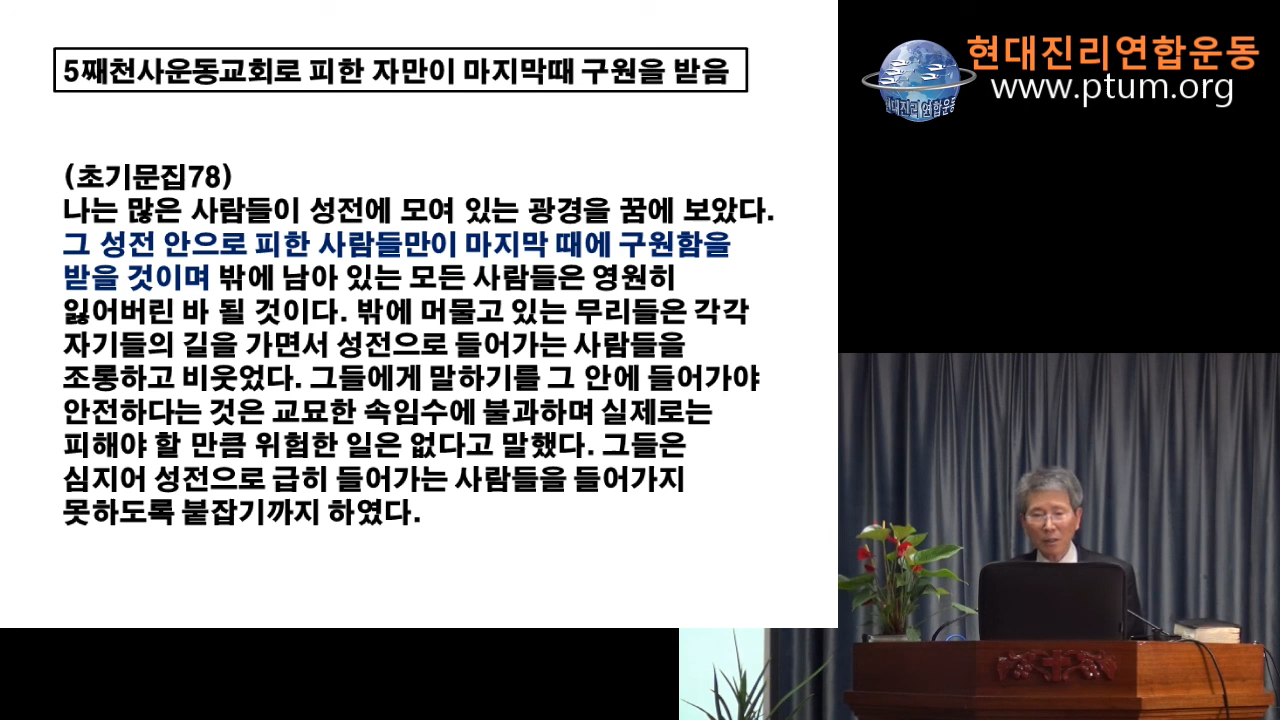 5째천사운동교회로 피한 자만이 마지막때 구원을 받음
(초기문집78)
나는 많은 사람들이 성전에 모여 있는 광경을 꿈에 보았다.
그 성전 안으로 피한 사람들만이 마지막 때에 구원함을
받을 것이며 밖에 남아 있는 모든 사람들은 영원히
잃어버린 바 될 것이다. 밖에 머물고 있는 무리들은 각각
자기들의 길을 가면서 성전으로 들어가는 사람들을
조롱하고 비웃었다. 그들에게 말하기를 그 안에 들어가야
안전하다는 것은 교묘한 속임수에 불과하며 실제로는
피해야 할 만큼 위험한 일은 없다고 말했다. 그들은
심지어 성전으로 급히 들어가는 사람들을 들어가지
못하도록 붙잡기까지 하였다.
현대진리연합운동
www.ptum.org
현대진리 연합운동